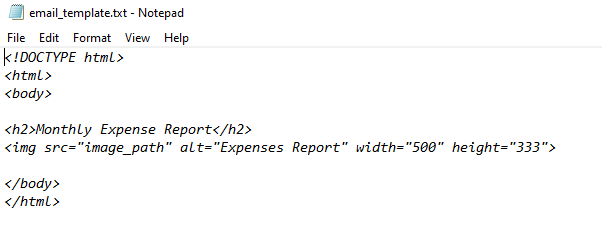 email_template.txt - Notepad
File Edit Format View Help
<!DOCTYPE html>
<html>
<body>
<h2>Monthly Expense Report</h2>
<img src="image_path" alt="Expenses Report" width="500" height="333">
</body>
</html>